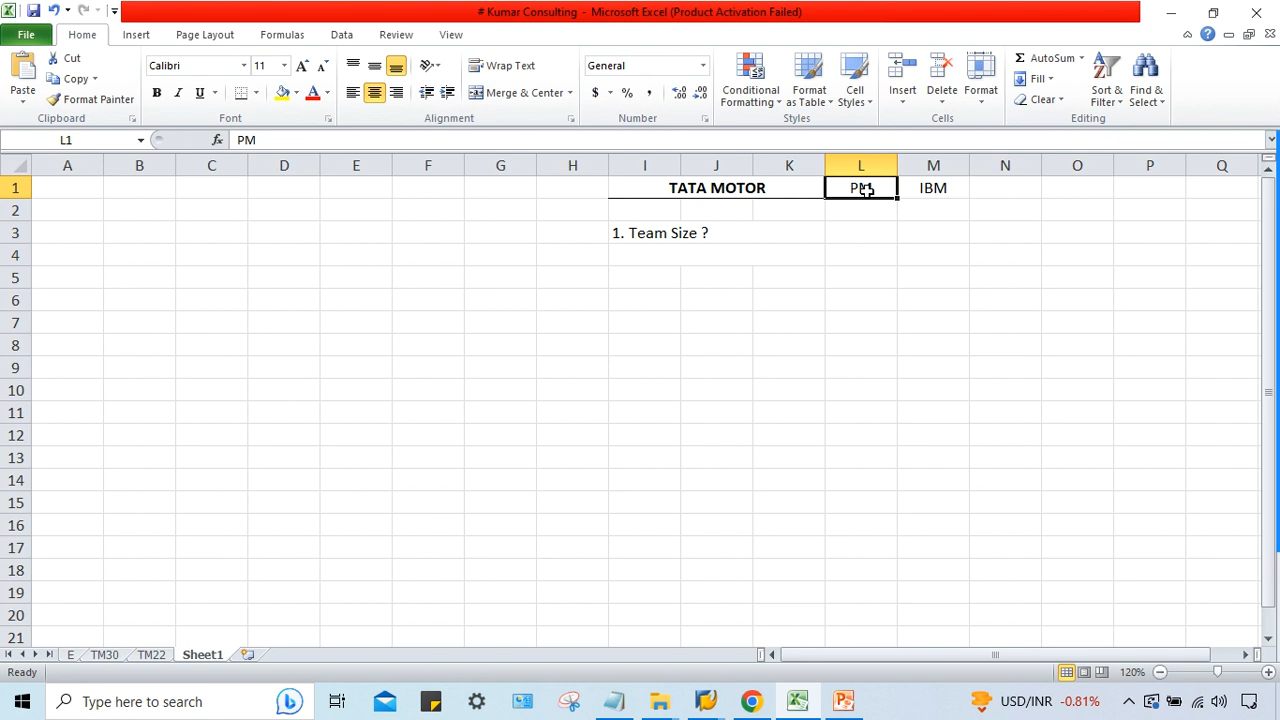 # Kumar Consulting - Microsoft Excel (Product Activation Failed)
File Home Insert Page Layout Formulas Data Review View
Paste Cut Copy Format Painter Clipboard
Calibri 11 B I U Font
Wrap Text Merge & Center Alignment
General $ % , Number
Conditional Formatting Format as Table Cell Styles Styles
Insert Delete Format Cells
AutoSum Fill Clear Sort & Filter Find & Select Editing
L1 fx PM
A B C D E F G H I J K L M N O P Q
1 TATA MOTOR IBM
2
3 1. Team Size ?
4
5
6
7
8
9
10
11
12
13
14
15
16
17
18
19
20
21
E TM30 TM22 Sheet1
Ready 120%
Type here to search USD/INR -0.81%